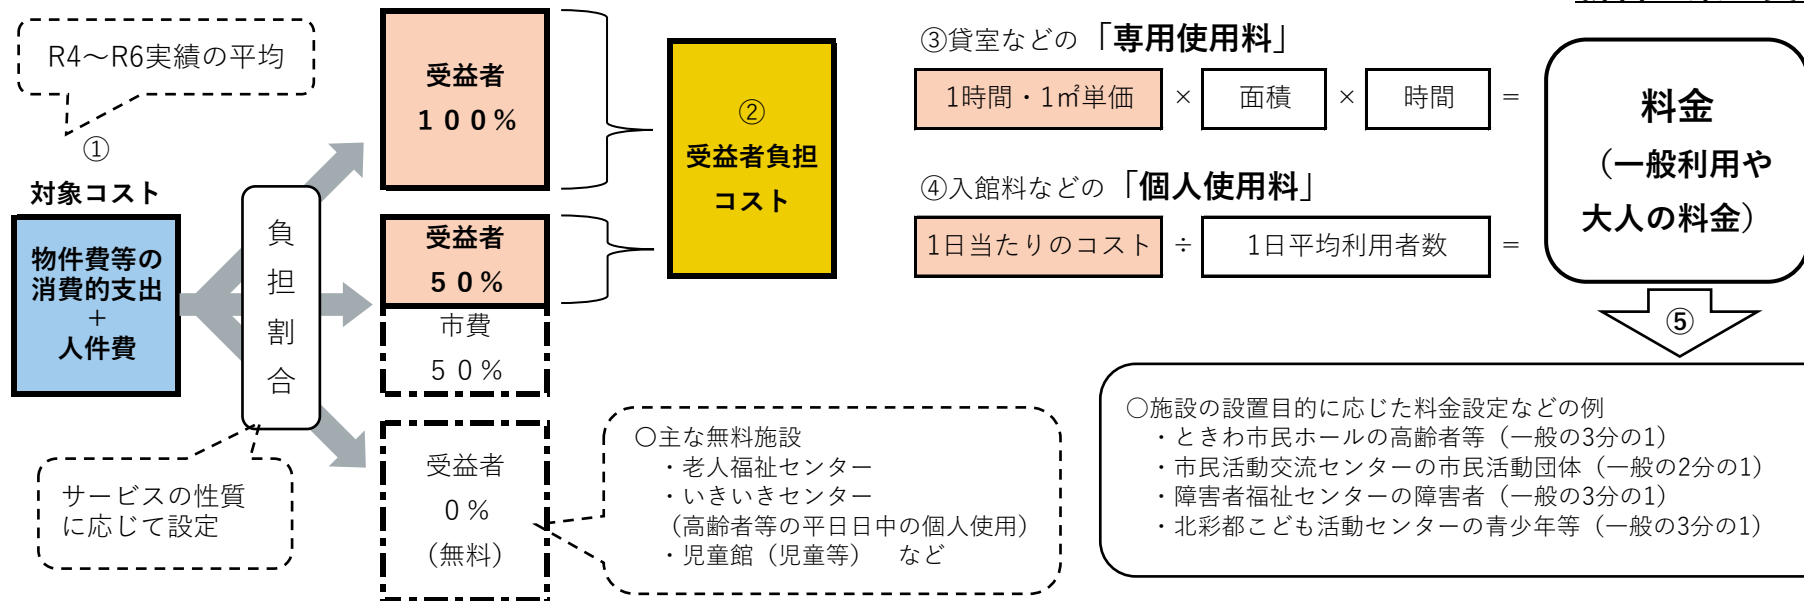 R4～R6実績の平均
①
対象コスト
物件費等の
消費的支出
＋
人件費
負
担
割
合
サービスの性質
に応じて設定
受益者
１００%
受益者
５０%
市費
５０%
受益者
０%
（無料）
②
受益者負担
コスト
〇主な無料施設
・老人福祉センター
・いきいきセンター
（高齢者等の平日日中の個人使用）
・児童館（児童等）　など
③貸室などの「専用使用料」
1時間・1㎡単価 × 面積 × 時間 ＝
④入館料などの「個人使用料」
1日当たりのコスト ÷ 1日平均利用者数 ＝
料金
（一般利用や
大人の料金）
⑤
〇施設の設置目的に応じた料金設定などの例
・ときわ市民ホールの高齢者等（一般の3分の1）
・市民活動交流センターの市民活動団体（一般の2分の1）
・障害者福祉センターの障害者（一般の3分の1）
・北彩都こども活動センターの青少年等（一般の3分の1）